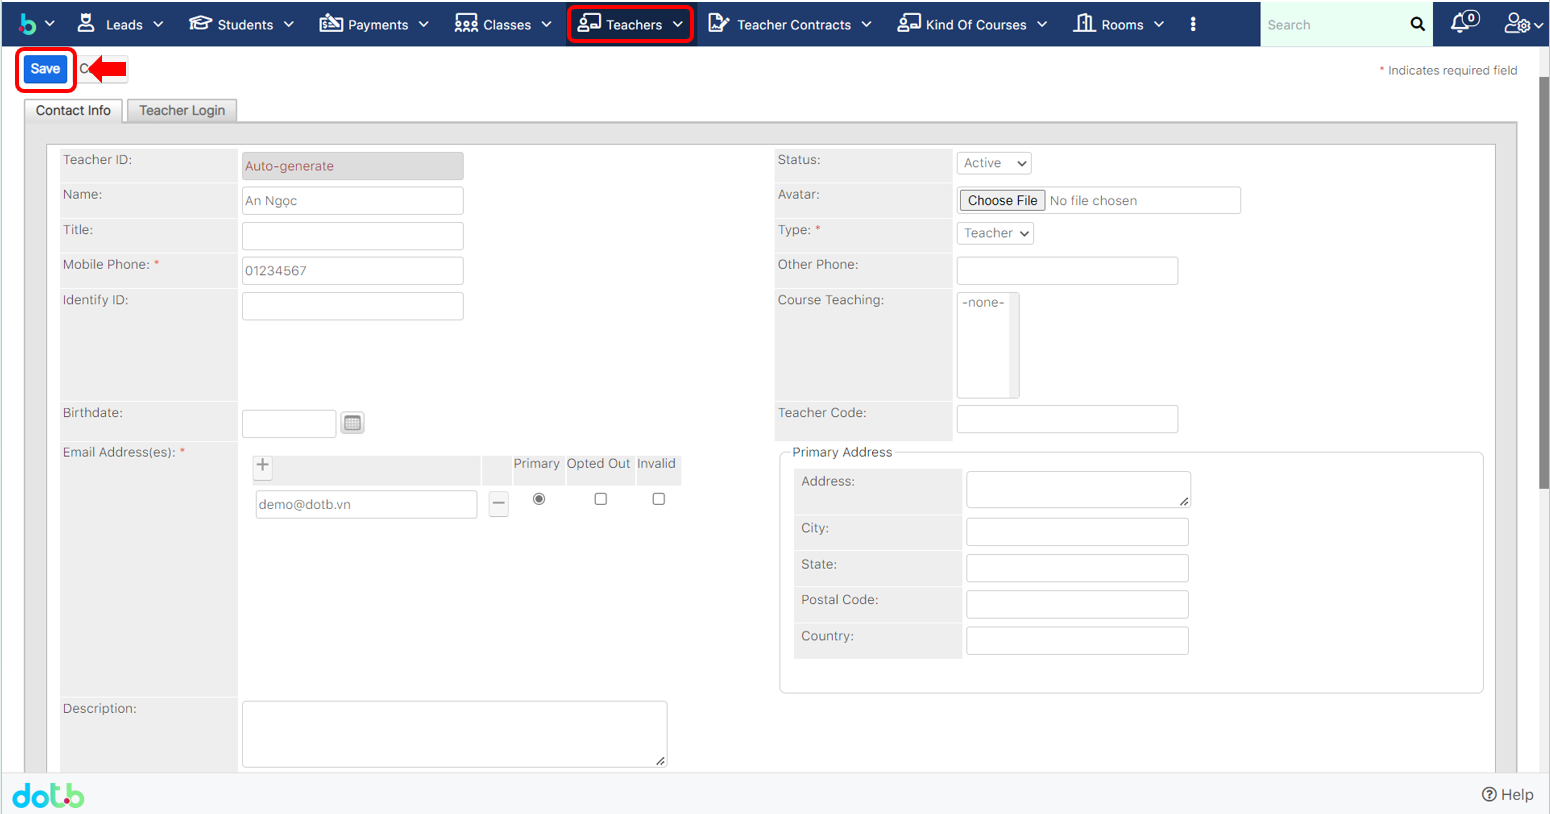 b Leads Students Payments Classes Teachers Teacher Contracts Kind Of Courses Rooms Search 0
Save C
* Indicates required field
Contact Info Teacher Login
Teacher ID: Auto-generate Status: Active
Name: An Ngọc Avatar: Choose File No file chosen
Title: Type: * Teacher
Mobile Phone: * 01234567 Other Phone:
Identify ID: Course Teaching: -none-
Birthdate: Teacher Code:
Email Address(es): * Primary Opted Out Invalid
demo@dotb.vn
Primary Address
Address:
City:
State:
Postal Code:
Country:
Description:
dotb Help